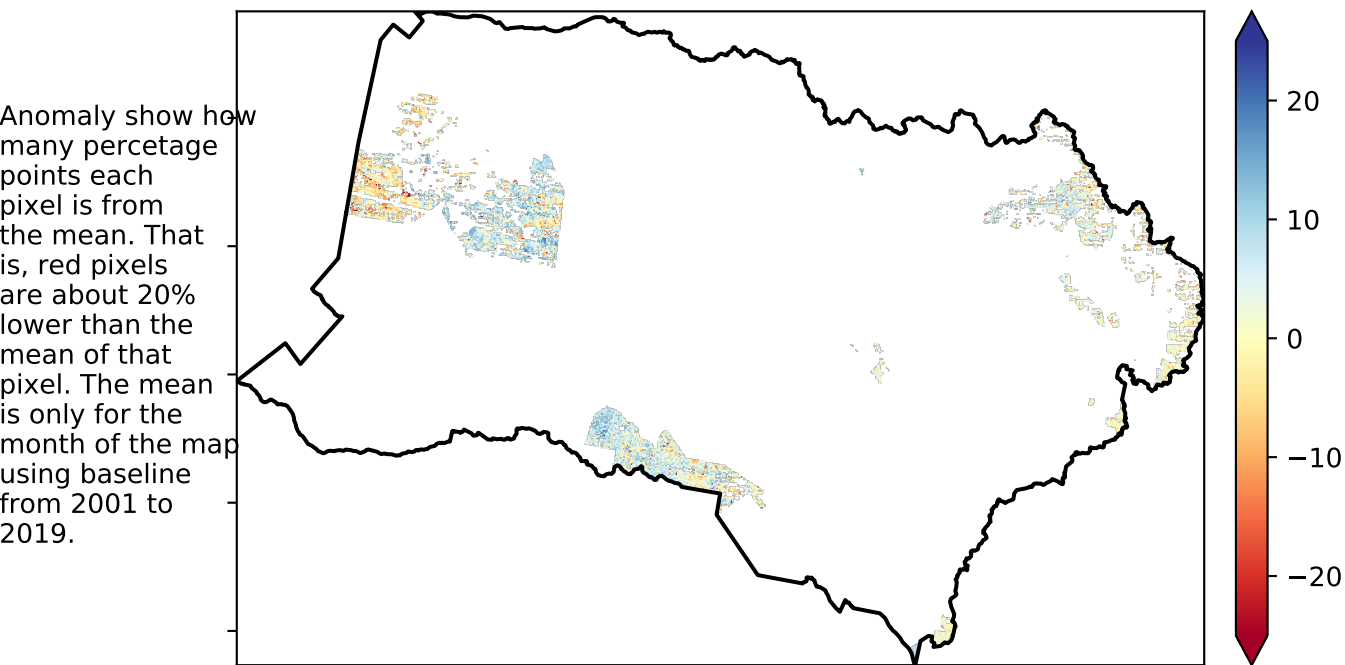 Anomaly show how
many percetage
points each
pixel is from
the mean. That
is, red pixels
are about 20%
lower than the
mean of that
pixel. The mean
is only for the
month of the map
using baseline
from 2001 to
2019.
20
10
0
−10
−20